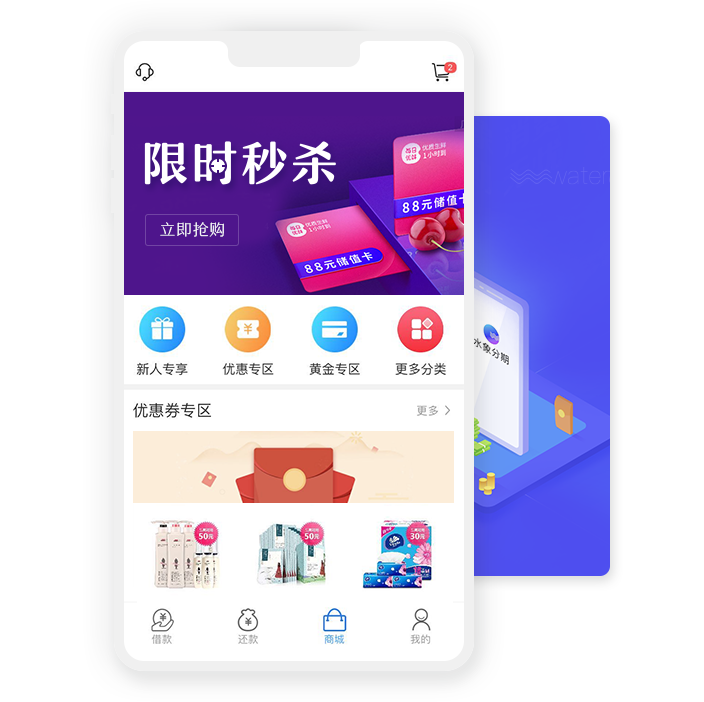 2
限时秒杀
立即抢购
每日优鲜
优质生鲜
1小时到
88元储值卡
每日优鲜
优质生鲜
1小时到
88元储值卡
water
水象分期
新人专享
优惠专区
黄金专区
更多分类
优惠券专区
更多
50元
50元
30元
借款
还款
商城
我的